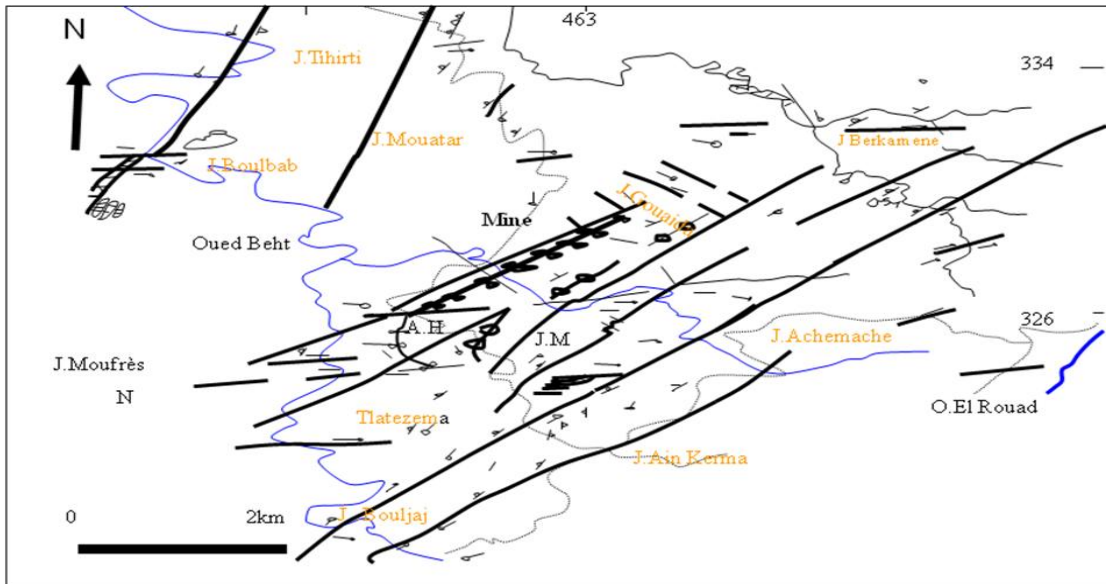 463
N
J.Tihirti
334
J.Mouatar
J.Berkamene
J.Boulbab
J.Gouaida
Mine
Oued Beht
326
A.H
J.M
J.Achemache
J.Moufrès
N
O.El Rouad
Tlatezema
J.Ain Kerma
0
2km
J. Bouljaj